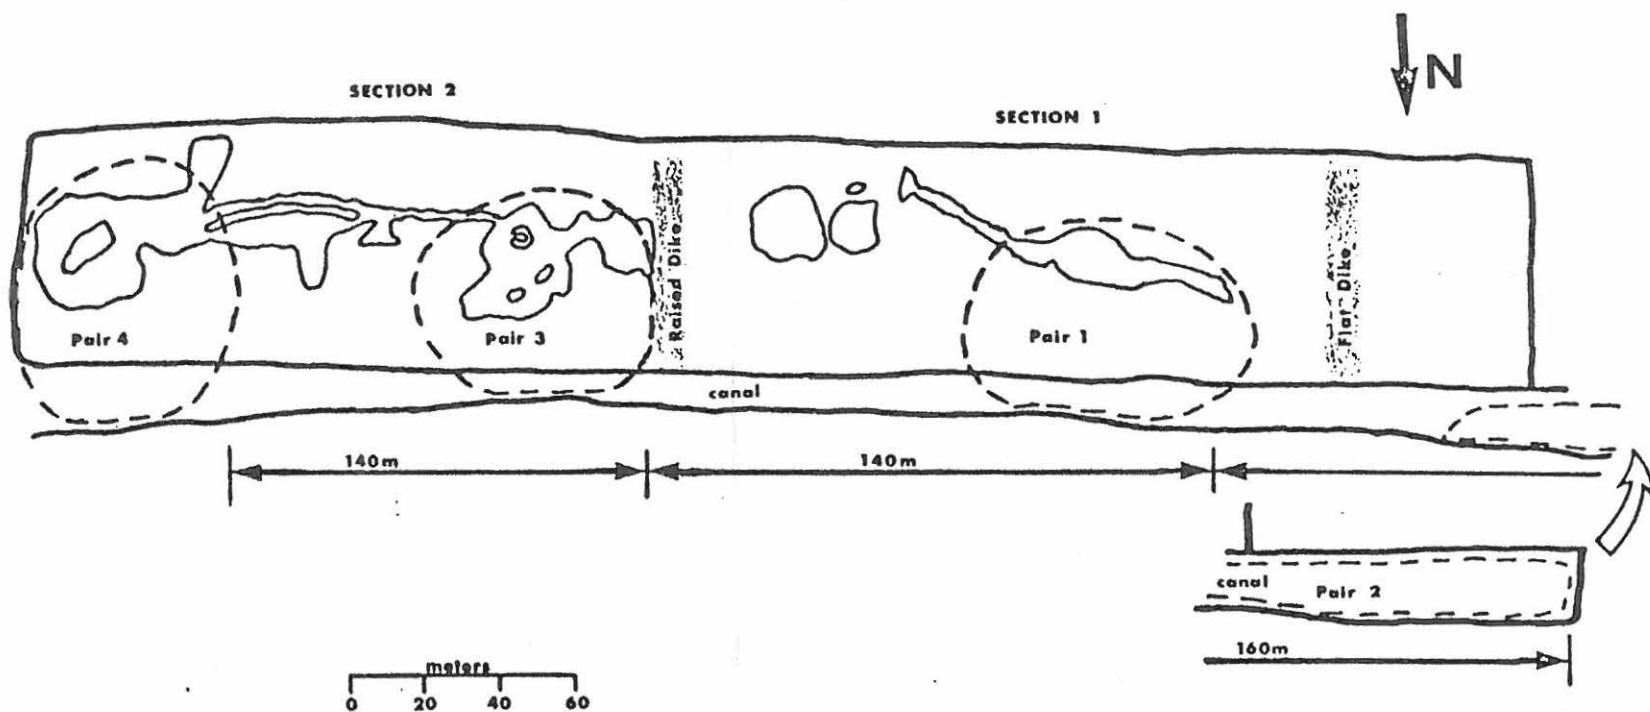 N
SECTION 2
SECTION 1
Raised Dike
Flat Dike
Pair 4
Pair 3
Pair 1
canal
140m
140m
canal
Pair 2
160m
meters
0 20 40 60